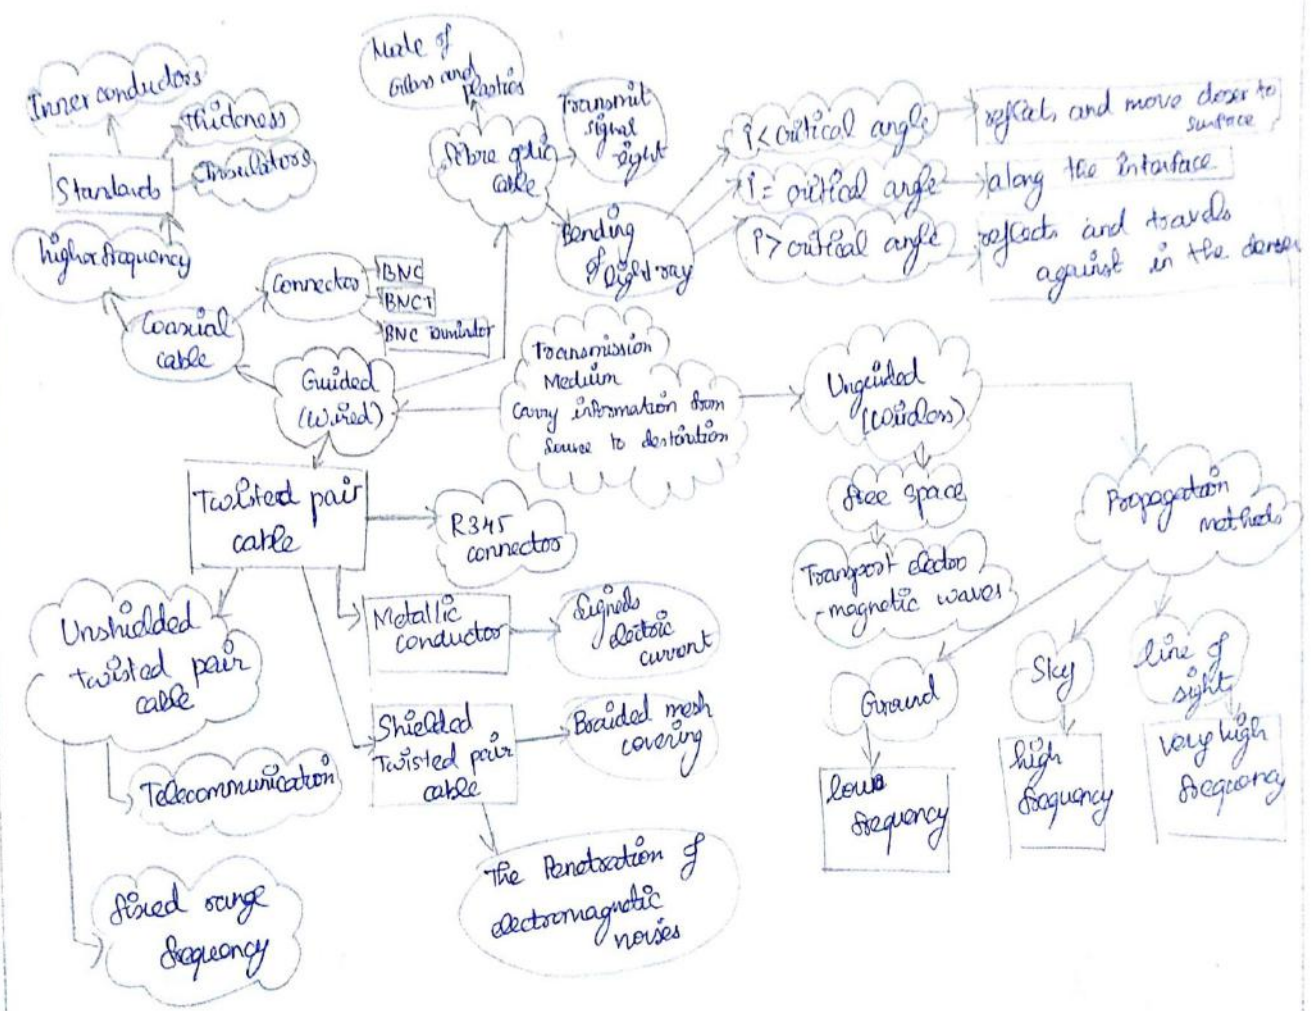 Made of
Glass and
plastics
Inner conductors
Thickness
Insulators
Standards
higher frequency
Coaxial
cable
Connector
BNC
BNCT
Fibre optic
cable
Transmit
signal
light
Bending
of
light ray
i < critical angle
reflect, and move closer to
surface
i = critical angle
along the interface
i > critical angle
reflects and travels
against in the denser
Guided
(Wired)
Transmission
Medium
Carry information from
Source to destination
Unguided
(Wireless)
free space
Transport electro
-magnetic waves
Propagation
methods
Ground
low
frequency
Sky
high
frequency
line of
sight
very high
frequency
Twisted pair
cable
RJ45
connector
Metallic
conductor
Signals
electric
current
Unshielded
twisted pair
cable
Telecommunication
fixed range
frequency
Shielded
Twisted pair
cable
Braided mesh
covering
The Penetration of
electromagnetic
noises